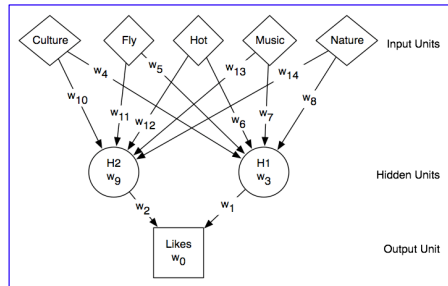 Culture Fly Hot Music Nature Input Units
w4 w5 w13 w14
w10 w11 w12 w6 w7 w8
H2 H1
w9 w3 Hidden Units
w2 w1
Likes
w0 Output Unit